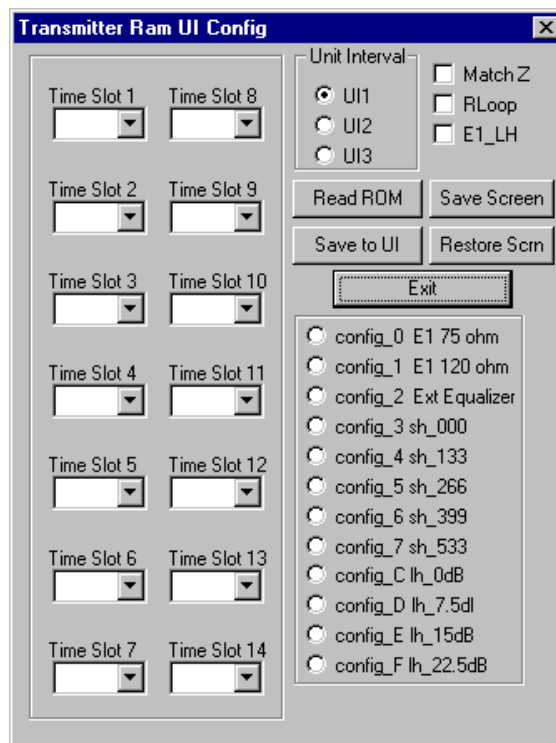 Transmitter Ram UI Config
Time Slot 1 Time Slot 8
Time Slot 2 Time Slot 9
Time Slot 3 Time Slot 10
Time Slot 4 Time Slot 11
Time Slot 5 Time Slot 12
Time Slot 6 Time Slot 13
Time Slot 7 Time Slot 14
Unit Interval
UI1
UI2
UI3
Match Z
RLoop
E1_LH
Read ROM Save Screen
Save to UI Restore Scrn
Exit
config_0 E1 75 ohm
config_1 E1 120 ohm
config_2 Ext Equalizer
config_3 sh_000
config_4 sh_133
config_5 sh_266
config_6 sh_399
config_7 sh_533
config_C lh_0dB
config_D lh_7.5dI
config_E lh_15dB
config_F lh_22.5dB